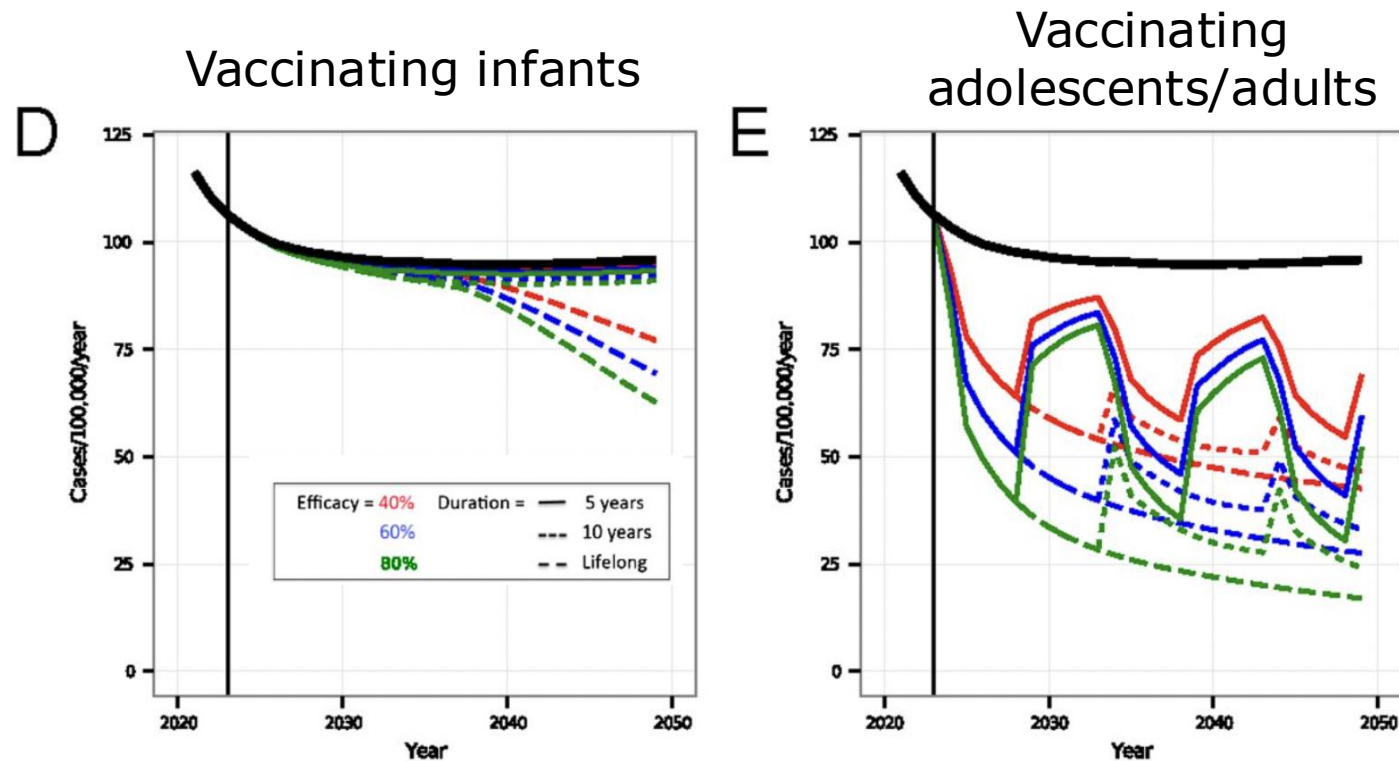 Vaccinating infants
Vaccinating
adolescents/adults
D
125
100
75
50
25
0
Cases/100,000/year
2020
2030
2040
2050
Year
Efficacy = 40% Duration = 5 years
60% 10 years
80% Lifelong
E
125
100
75
50
25
0
Cases/100,000/year
2020
2030
2040
2050
Year